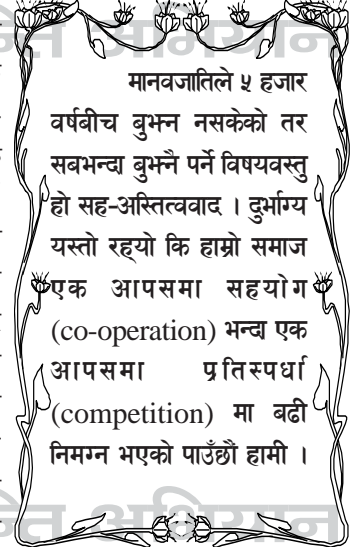 मानवजातिले ५ हजार
वर्षबीच बुझ्न नसकेको तर
सबभन्दा बुझ्नै पर्ने विषयवस्तु
हो सह-अस्तित्ववाद । दुर्भाग्य
यस्तो रह्यो कि हाम्रो समाज
एक आपसमा सहयोग
(co-operation) भन्दा एक
आपसमा प्रतिस्पर्धा
(competition) मा बढी
निमग्न भएको पाउँछौं हामी ।